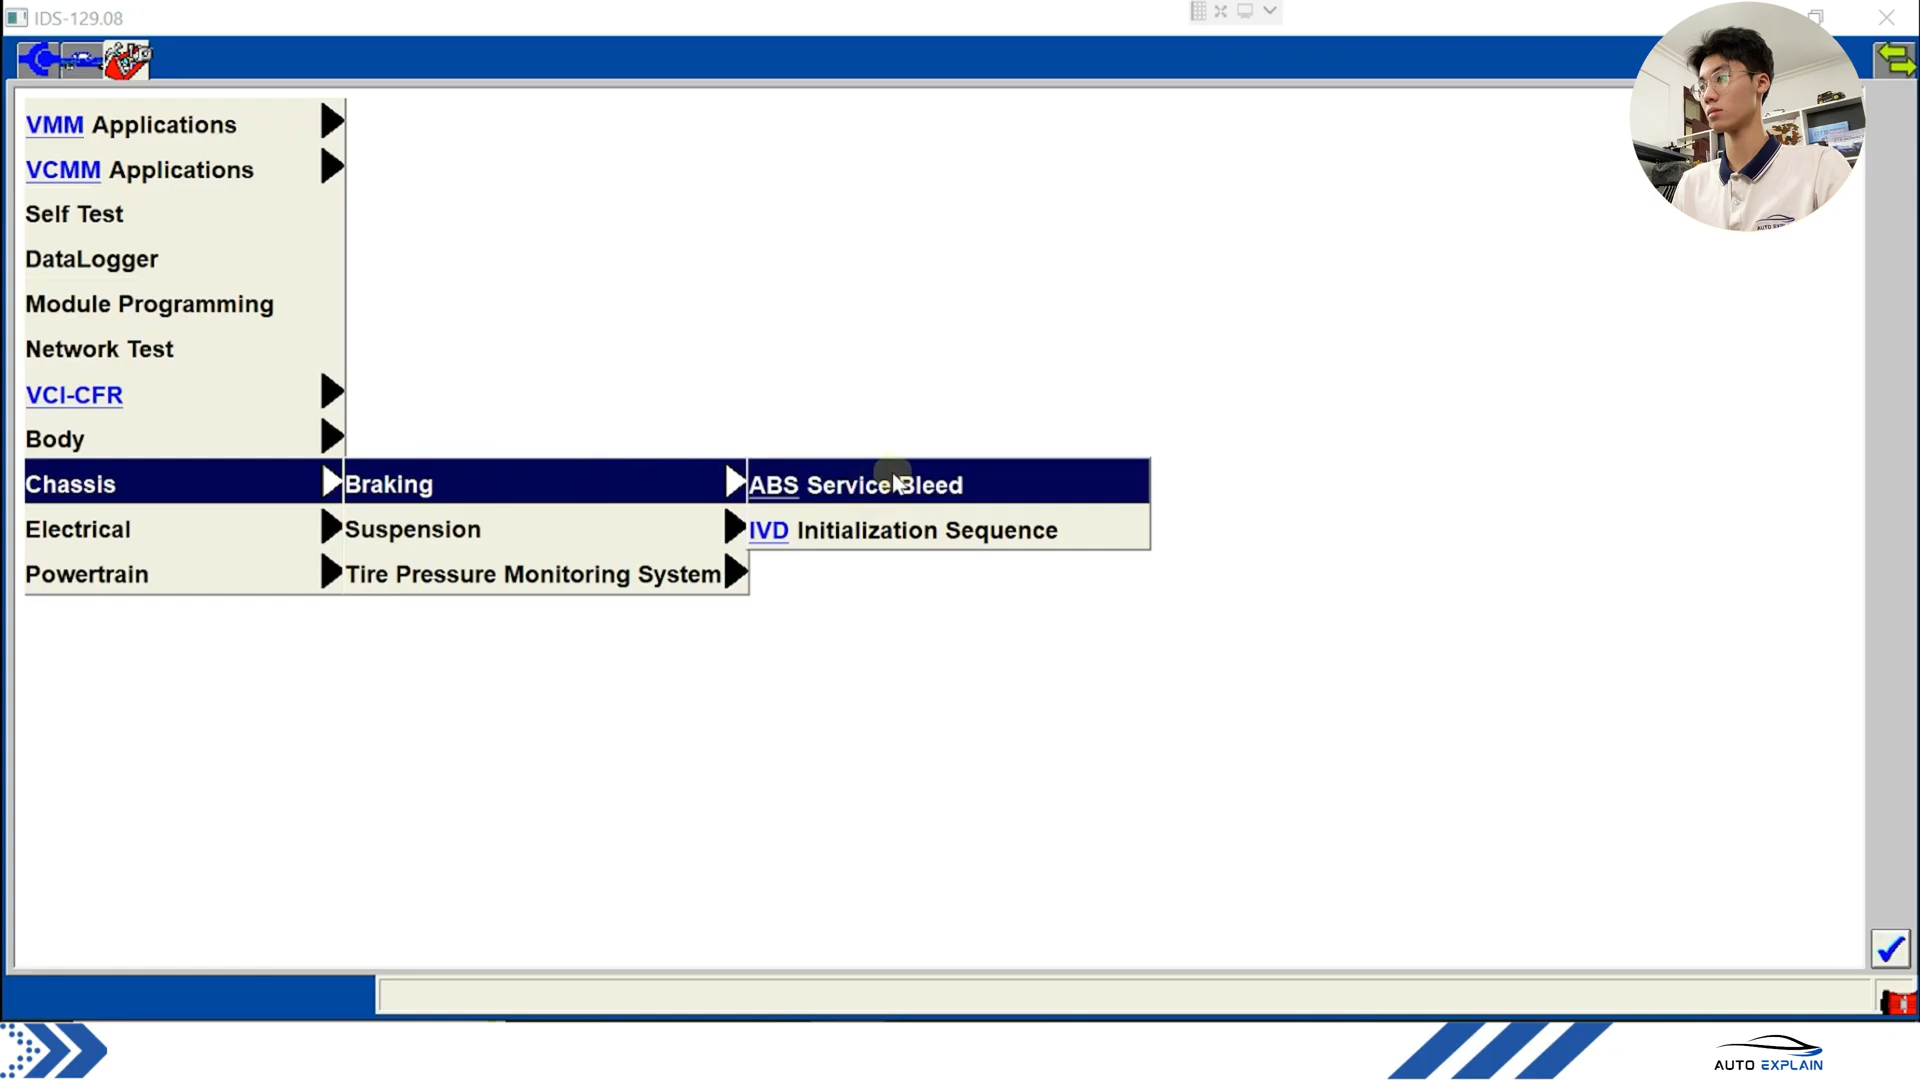 IDS-129.08
VMM Applications
VCMM Applications
Self Test
DataLogger
Module Programming
Network Test
VCI-CFR
Body
Chassis
Braking
ABS Service Bleed
Electrical
Suspension
IVD Initialization Sequence
Powertrain
Tire Pressure Monitoring System
AUTO EXPLAIN